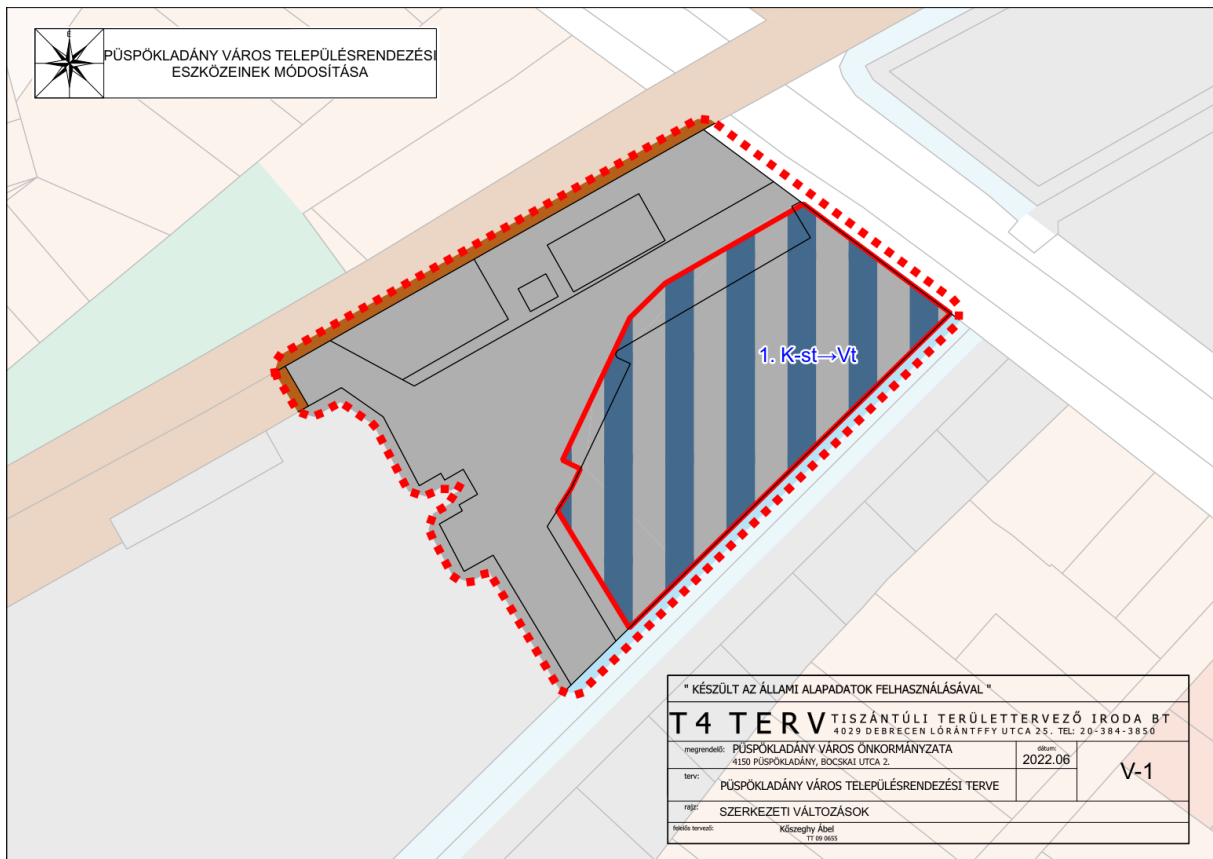 É
PÜSPÖKLADÁNY VÁROS TELEPÜLÉSRENDEZÉSI
ESZKÖZEINEK MÓDOSÍTÁSA
1. K-st→Vt
" KÉSZÜLT AZ ÁLLAMI ALAPADATOK FELHASZNÁLÁSÁVAL "
T4 TERV TISZÁNTÚLI TERÜLETTERVEZŐ IRODA BT
4029 DEBRECEN LÓRÁNTFFY UTCA 25. TEL: 20-384-3850
megrendelő: PÜSPÖKLADÁNY VÁROS ÖNKORMÁNYZATA
4150 PÜSPÖKLADÁNY, BOCSKAI UTCA 2.
dátum:
2022.06
V-1
terv:
PÜSPÖKLADÁNY VÁROS TELEPÜLÉSRENDEZÉSI TERVE
rajz:
SZERKEZETI VÁLTOZÁSOK
felelős tervező: Kőszeghy Ábel
TT 09 0655